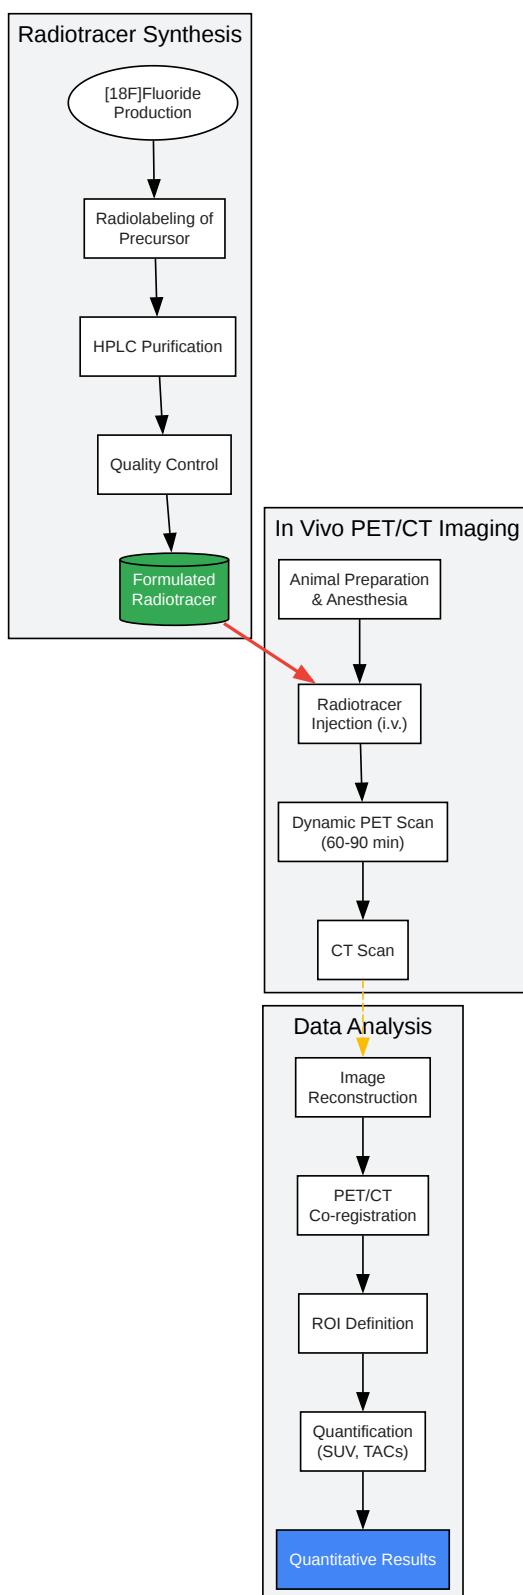 Radiotracer Synthesis
[18F]Fluoride
Production
Radiolabeling of
Precursor
HPLC Purification
Quality Control
Formulated
Radiotracer
In Vivo PET/CT Imaging
Animal Preparation
& Anesthesia
Radiotracer
Injection (i.v.)
Dynamic PET Scan
(60-90 min)
CT Scan
Data Analysis
Image
Reconstruction
PET/CT
Co-registration
ROI Definition
Quantification
(SUV, TACs)
Quantitative Results